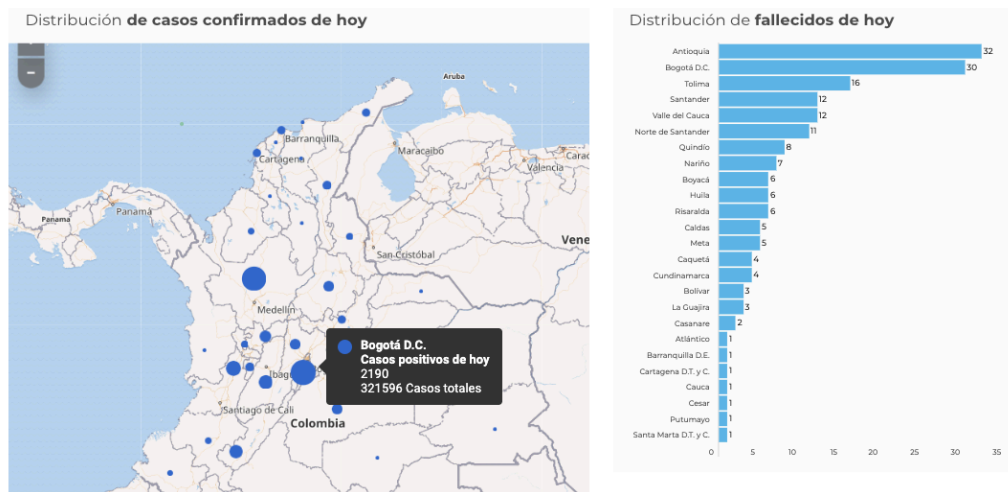 Distribución de casos confirmados de hoy
−
Aruba
Barranquilla
Cartagena
Maracaibo
Valencia
Panamá
Panama
San Cristóbal
Vene
Medellín
Bogotá D.C.
Casos positivos de hoy
2190
321596 Casos totales
Ibag
Santiago de Cali
Colombia
Distribución de fallecidos de hoy
Antioquia 32
Bogotá D.C. 30
Tolima 16
Santander 12
Valle del Cauca 12
Norte de Santander 11
Quindío 8
Nariño 7
Boyacá 6
Huila 6
Risaralda 6
Caldas 5
Meta 5
Caquetá 4
Cundinamarca 4
Bolívar 3
La Guajira 3
Casanare 2
Atlántico 1
Barranquilla D.E. 1
Cartagena D.T. y C. 1
Cauca 1
Cesar 1
Putumayo 1
Santa Marta D.T. y C. 1
0 5 10 15 20 25 30 35